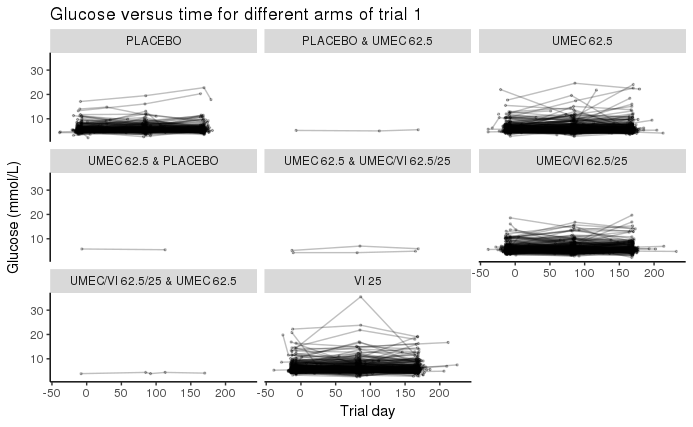 Glucose versus time for different arms of trial 1
PLACEBO
PLACEBO & UMEC 62.5
UMEC 62.5
30
20
10
UMEC 62.5 & PLACEBO
UMEC 62.5 & UMEC/VI 62.5/25
UMEC/VI 62.5/25
30
20
10
-50 0 50 100 150 200
UMEC/VI 62.5/25 & UMEC 62.5
VI 25
30
20
10
-50 0 50 100 150 200
-50 0 50 100 150 200
Glucose (mmol/L)
Trial day